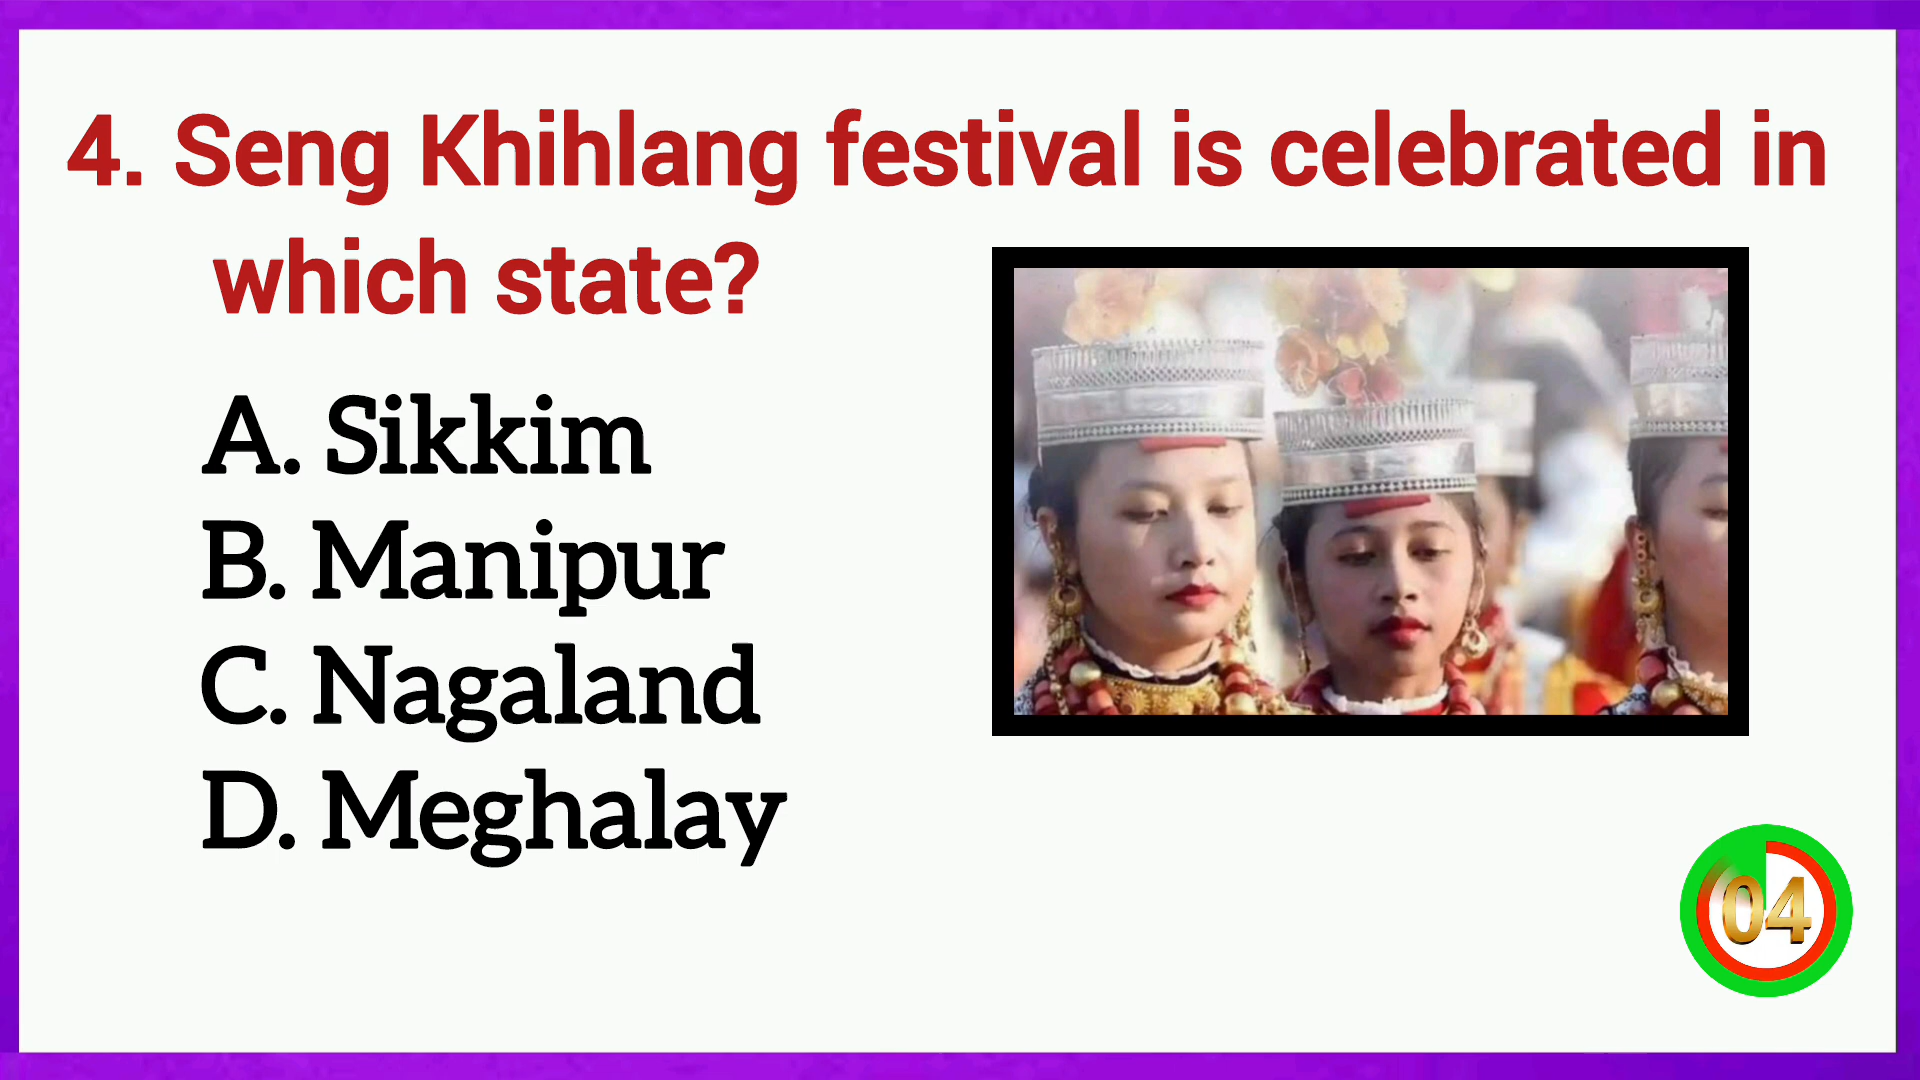 4. Seng Khihlang festival is celebrated in
which state?
A. Sikkim
B. Manipur
C. Nagaland
D. Meghalay
04